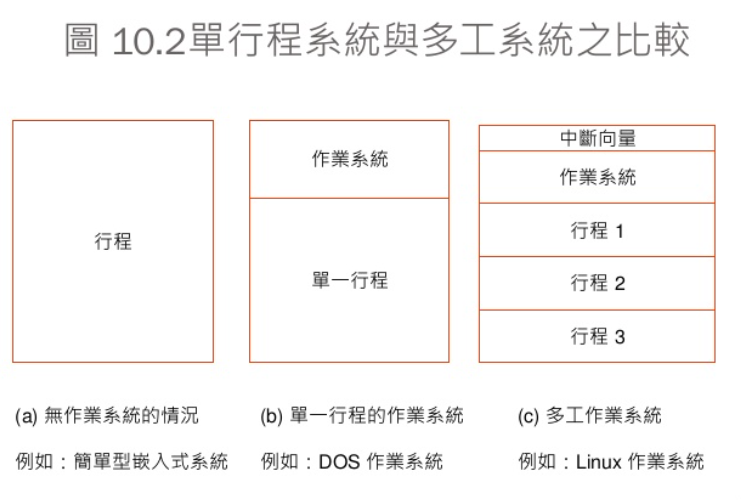 圖 10.2單行程系統與多工系統之比較
行程
作業系統
單一行程
中斷向量
作業系統
行程 1
行程 2
行程 3
(a) 無作業系統的情況
例如：簡單型嵌入式系統
(b) 單一行程的作業系統
例如：DOS 作業系統
(c) 多工作業系統
例如：Linux 作業系統